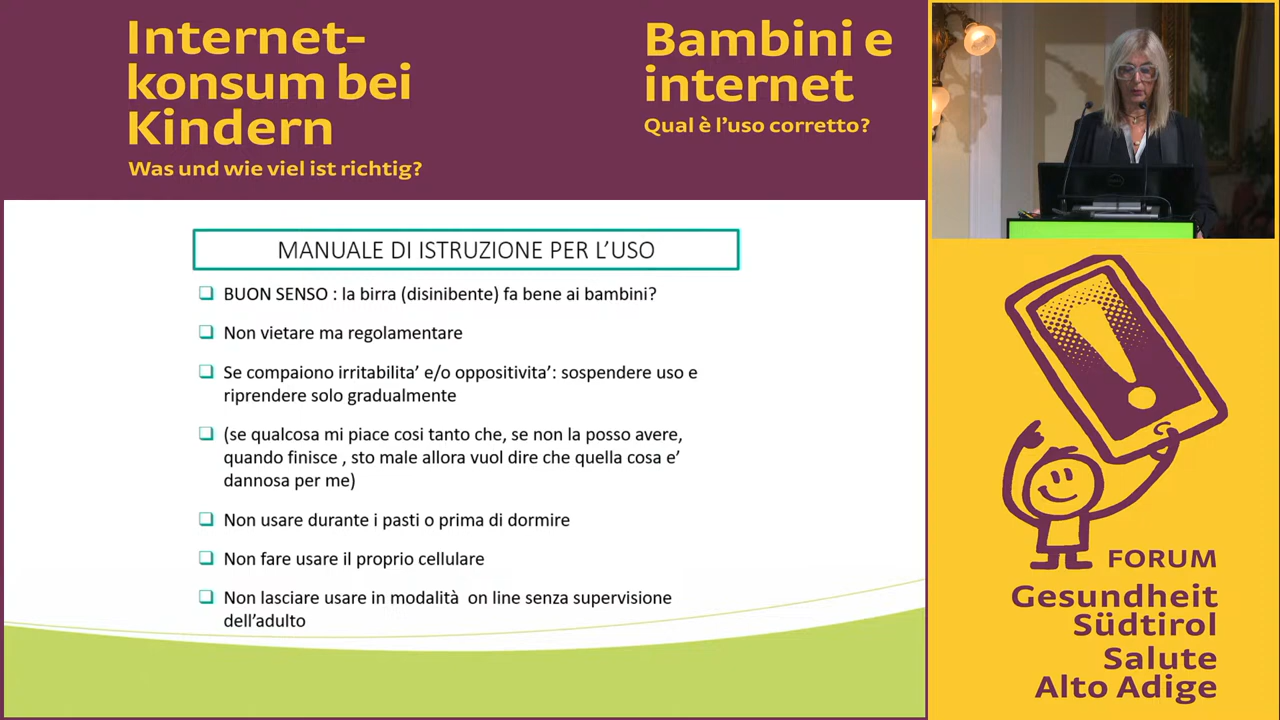 Internet-
konsum bei
Kindern
Was und wie viel ist richtig?
Bambini e
internet
Qual è l'uso corretto?
MANUALE DI ISTRUZIONE PER L'USO
BUON SENSO : la birra (disinibente) fa bene ai bambini?
Non vietare ma regolamentare
Se compaiono irritabilita' e/o oppositivita': sospendere uso e
riprendere solo gradualmente
(se qualcosa mi piace cosi tanto che, se non la posso avere,
quando finisce , sto male allora vuol dire che quella cosa e'
dannosa per me)
Non usare durante i pasti o prima di dormire
Non fare usare il proprio cellulare
Non lasciare usare in modalità on line senza supervisione
dell'adulto
FORUM
Gesundheit
Südtirol
Salute
Alto Adige